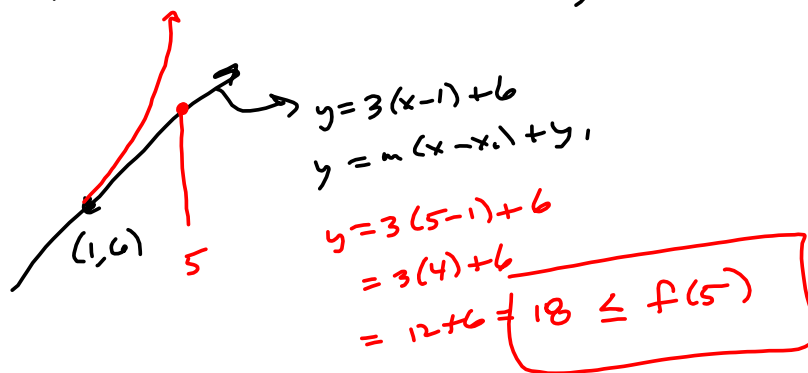 y = 3(x-1)+6
y = m(x-x₁)+y₁
(1,6)
5
y = 3(5-1)+6
= 3(4)+6
= 12+6 = 18 ≤ f(5)